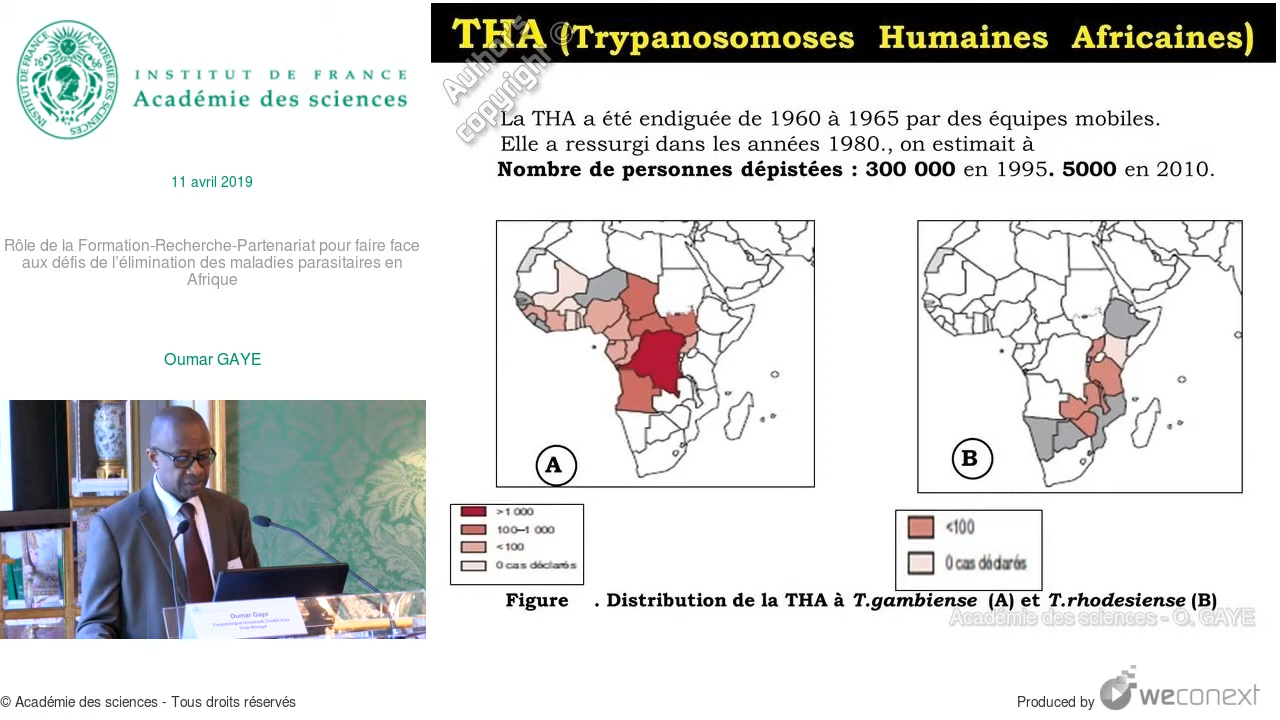 INSTITUT DE FRANCE
Académie des sciences
11 avril 2019
Rôle de la Formation-Recherche-Partenariat pour faire face
aux défis de l'élimination des maladies parasitaires en
Afrique
Oumar GAYE
Oumar Gaye
THA (Trypanosomoses Humaines Africaines)
Author's ©
copyright
La THA a été endiguée de 1960 à 1965 par des équipes mobiles.
Elle a ressurgi dans les années 1980., on estimait à
Nombre de personnes dépistées : 300 000 en 1995. 5000 en 2010.
A
B
>1 000
100–1 000
<100
0 cas déclarés
<100
0 cas déclarés
Figure . Distribution de la THA à T.gambiense (A) et T.rhodesiense (B)
Académie des sciences - O. GAYE
© Académie des sciences - Tous droits réservés
Produced by weconext